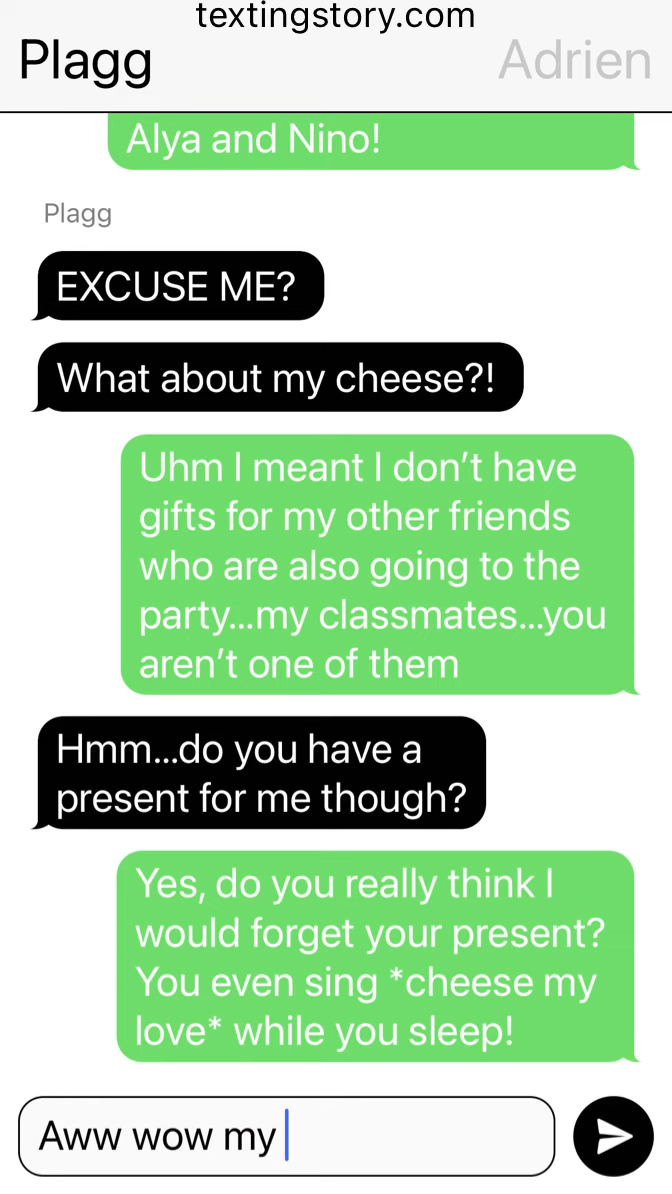 textingstory.com
Plagg
Adrien
Alya and Nino!
Plagg
EXCUSE ME?
What about my cheese?!
Uhm I meant I don’t have
gifts for my other friends
who are also going to the
party...my classmates...you
aren’t one of them
Hmm...do you have a
present for me though?
Yes, do you really think I
would forget your present?
You even sing *cheese my
love* while you sleep!
Aww wow my